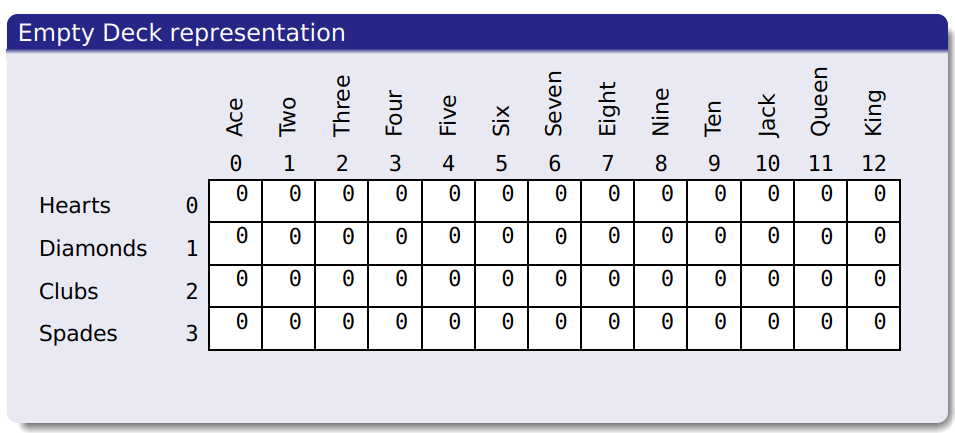 Empty Deck representation
Ace Two Three Four Five Six Seven Eight Nine Ten Jack Queen King
0 1 2 3 4 5 6 7 8 9 10 11 12
Hearts 0 0 0 0 0 0 0 0 0 0 0 0 0 0
Diamonds 1 0 0 0 0 0 0 0 0 0 0 0 0 0
Clubs 2 0 0 0 0 0 0 0 0 0 0 0 0 0
Spades 3 0 0 0 0 0 0 0 0 0 0 0 0 0